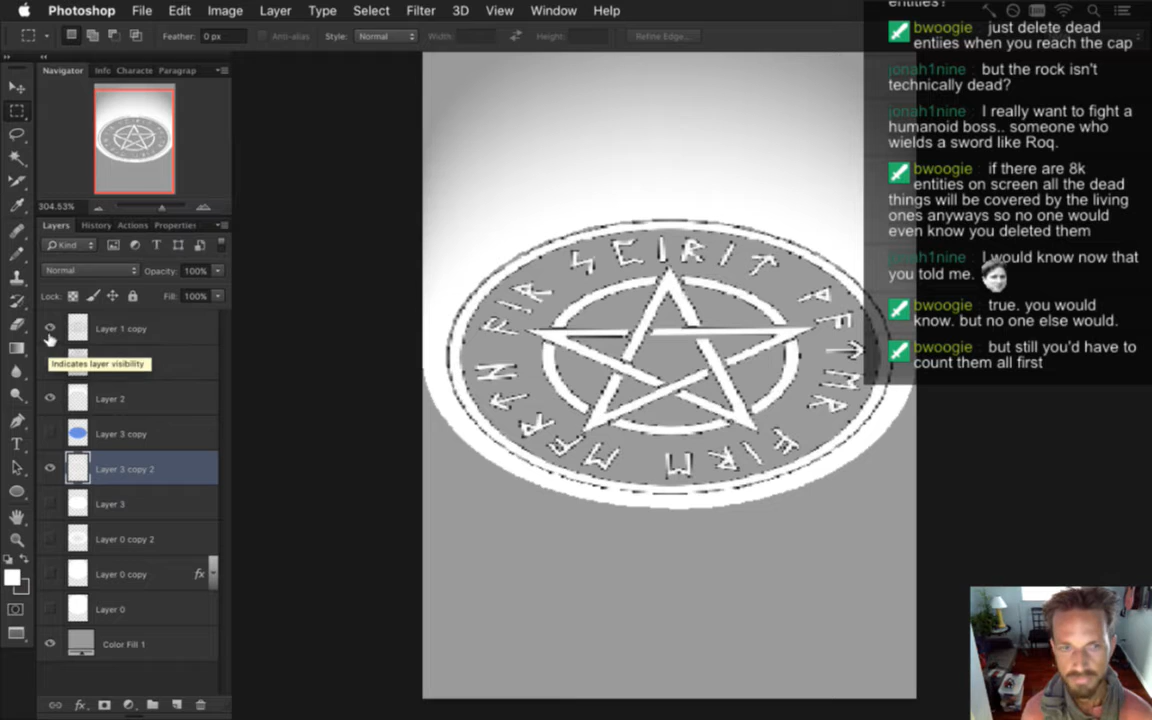 Photoshop File Edit Image Layer Type Select Filter 3D View Window Help
Feather: 0 px Anti-alias Style: Normal Width: Height: Refine Edge...
Navigator Info Characte Paragrap
304.53%
Layers History Actions Properties
Kind
Normal Opacity: 100%
Lock: Fill: 100%
Layer 1 copy
Indicates layer visibility
Layer 2
Layer 3 copy
Layer 3 copy 2
Layer 3
Layer 0 copy 2
Layer 0 copy fx
Layer 0
Color Fill 1
fx
entities?
bwoogie just delete dead
entiies when you reach the cap
jonah1nine : but the rock isn't
technically dead?
jonah1nine : I really want to fight a
humanoid boss.. someone who
wields a sword like Roq.
bwoogie if there are 8k
entities on screen all the dead
things will be covered by the living
ones anyways so no one would
even know you deleted them
jonah1nine : I would know now that
you told me.
bwoogie true. you would
know. but no one else would.
bwoogie but still you'd have to
count them all first